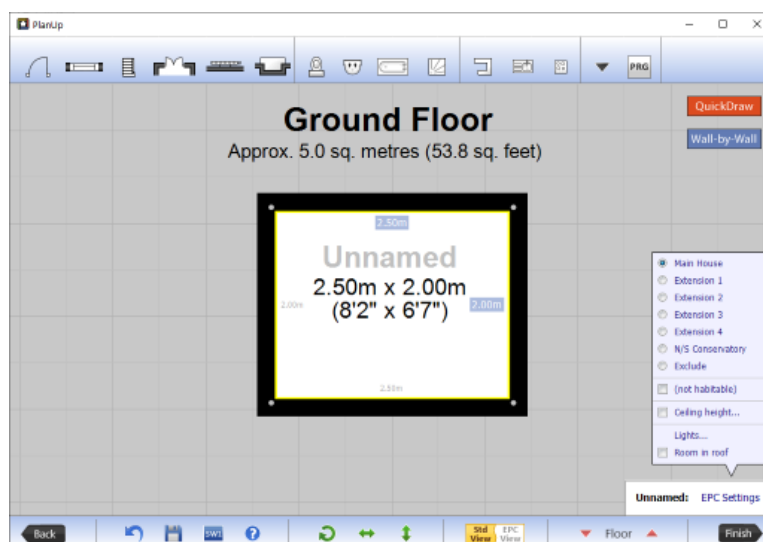 PlanUp
PRG
QuickDraw
Wall-by-Wall
Ground Floor
Approx. 5.0 sq. metres (53.8 sq. feet)
2.50m
Unnamed
2.50m x 2.00m
(8'2" x 6'7")
2.00m
2.00m
2.50m
Main House
Extension 1
Extension 2
Extension 3
Extension 4
N/S Conservatory
Exclude
(not habitable)
Ceiling height...
Lights...
Room in roof
Unnamed: EPC Settings
Back
SW1
?
Std View
EPC View
Floor
Finish